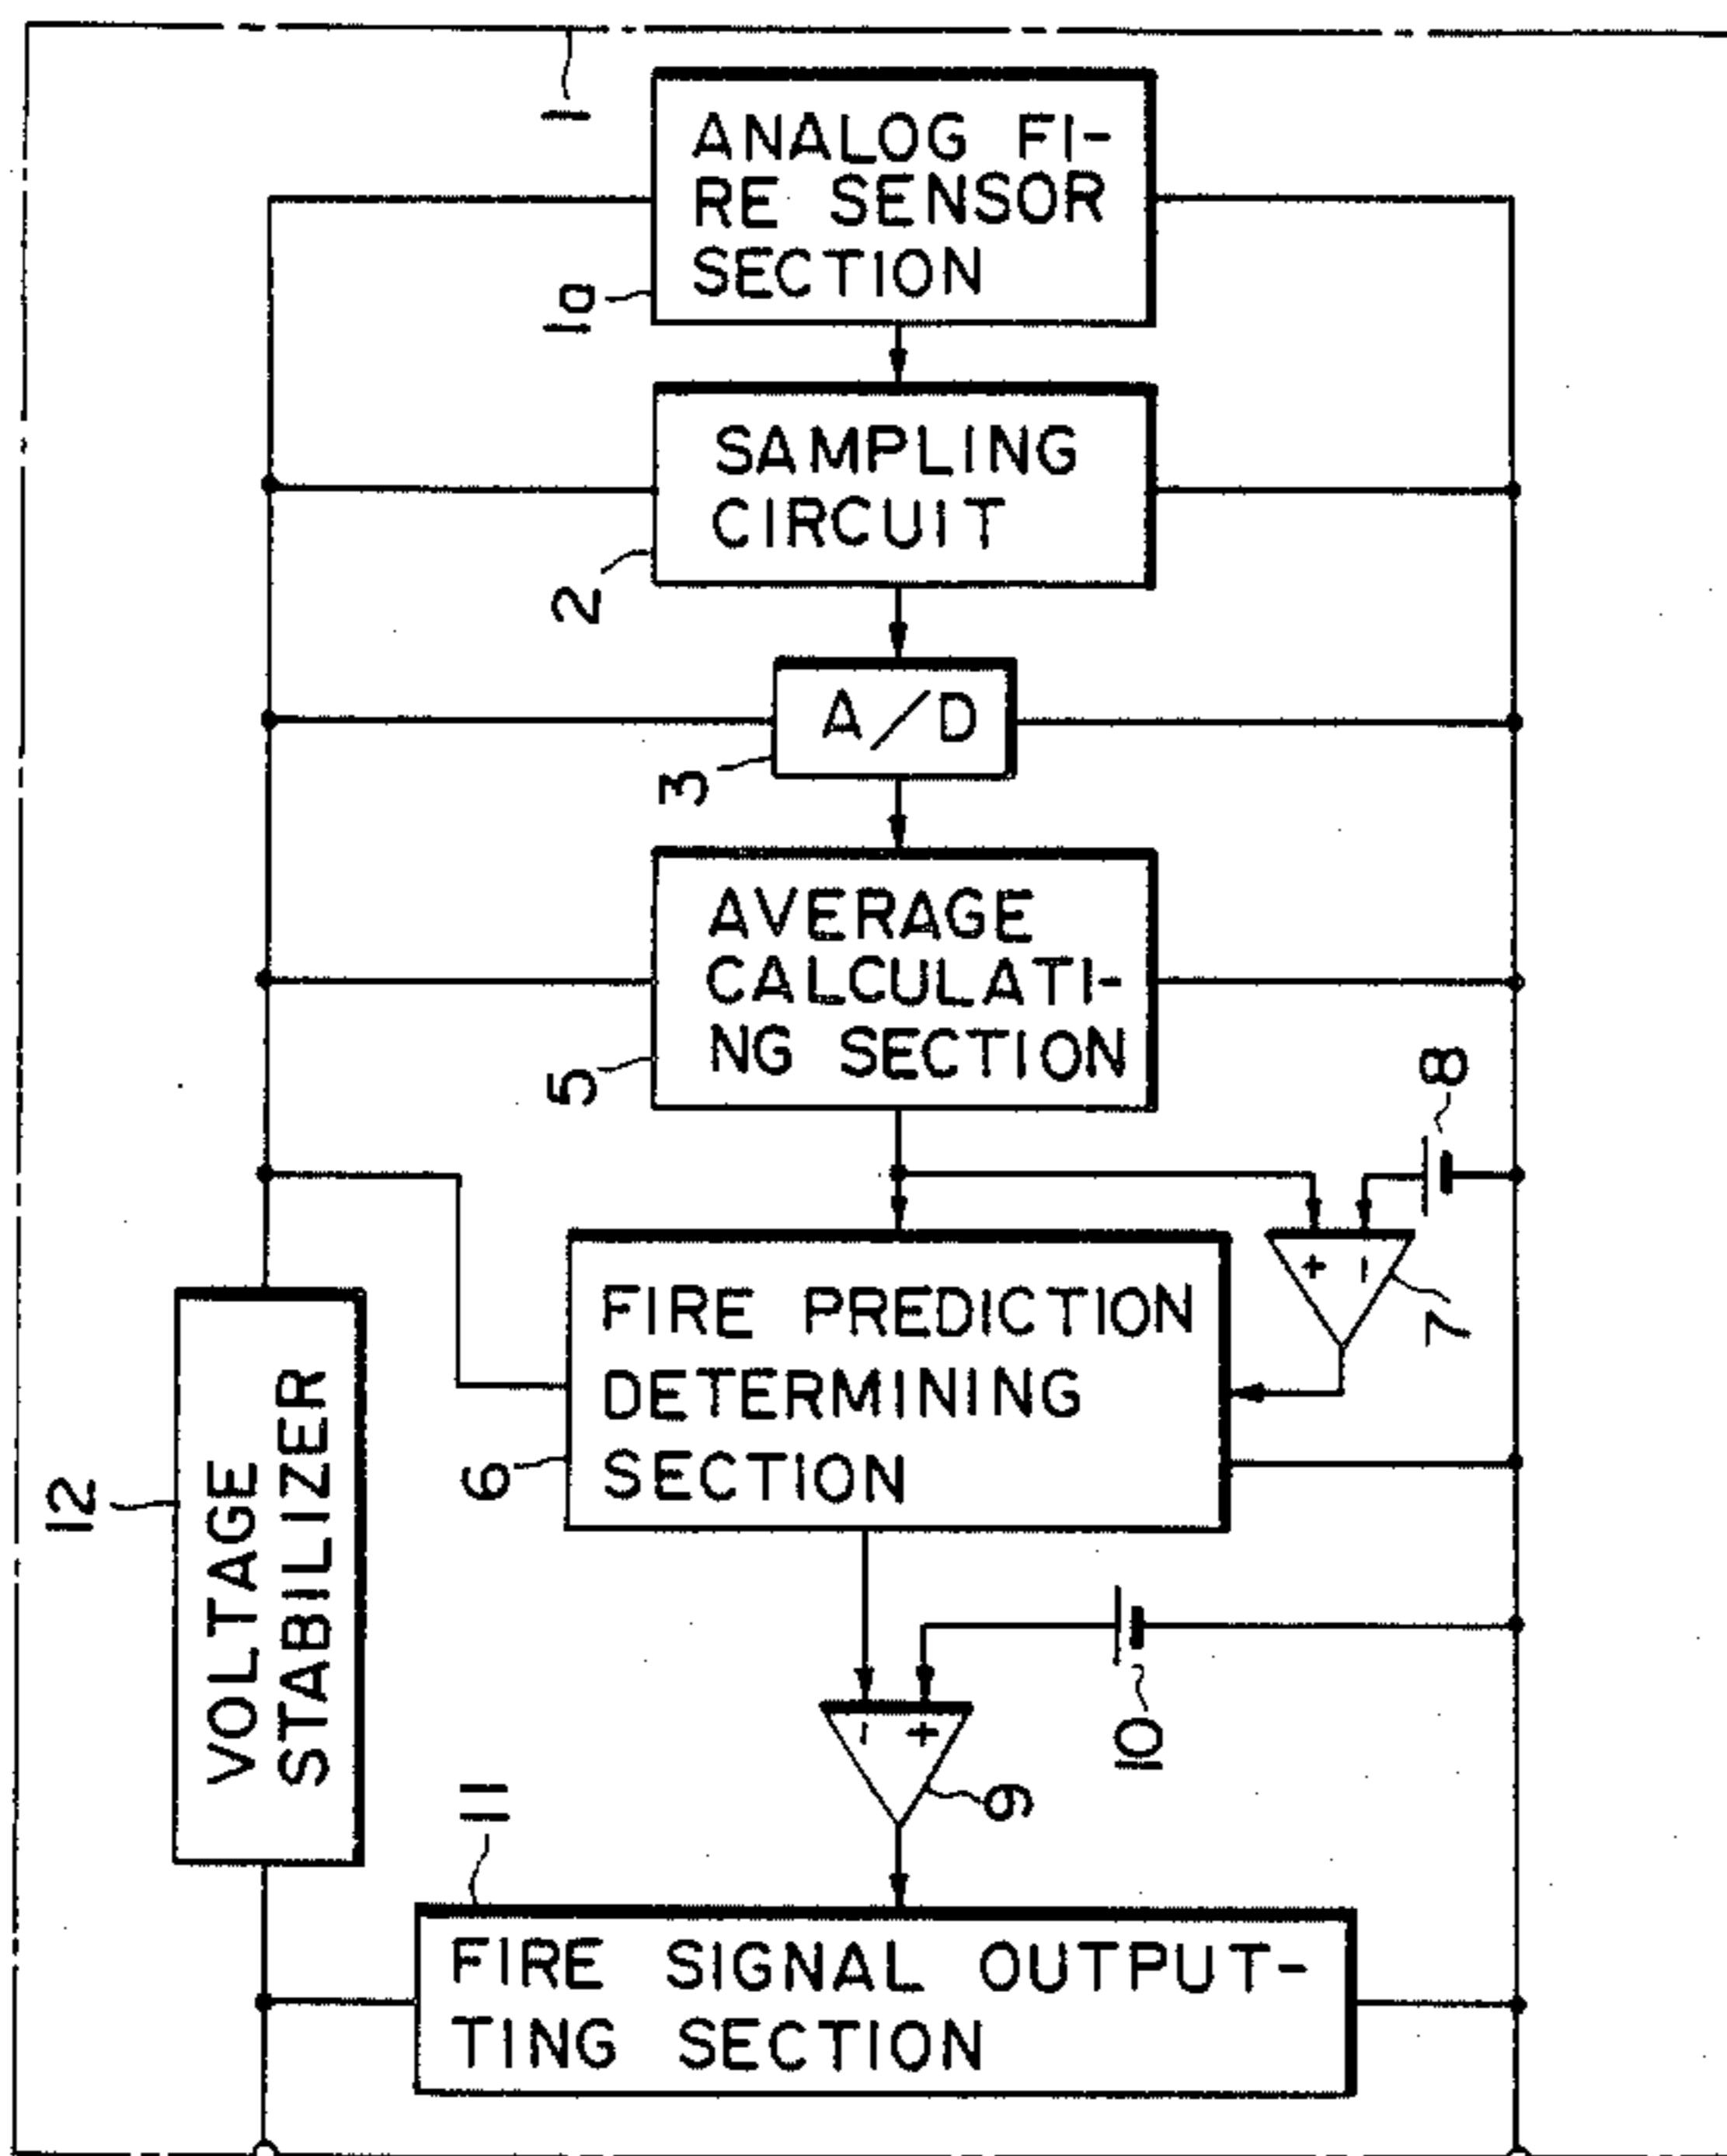 1
ANALOG FI-
RE SENSOR
SECTION
1a
SAMPLING
CIRCUIT
2
A/D
3
AVERAGE
CALCULATI-
NG SECTION
5
8
+ −
7
FIRE PREDICTION
DETERMINING
SECTION
6
VOLTAGE
STABILIZER
12
− +
9
10
11
FIRE SIGNAL OUTPUT-
TING SECTION